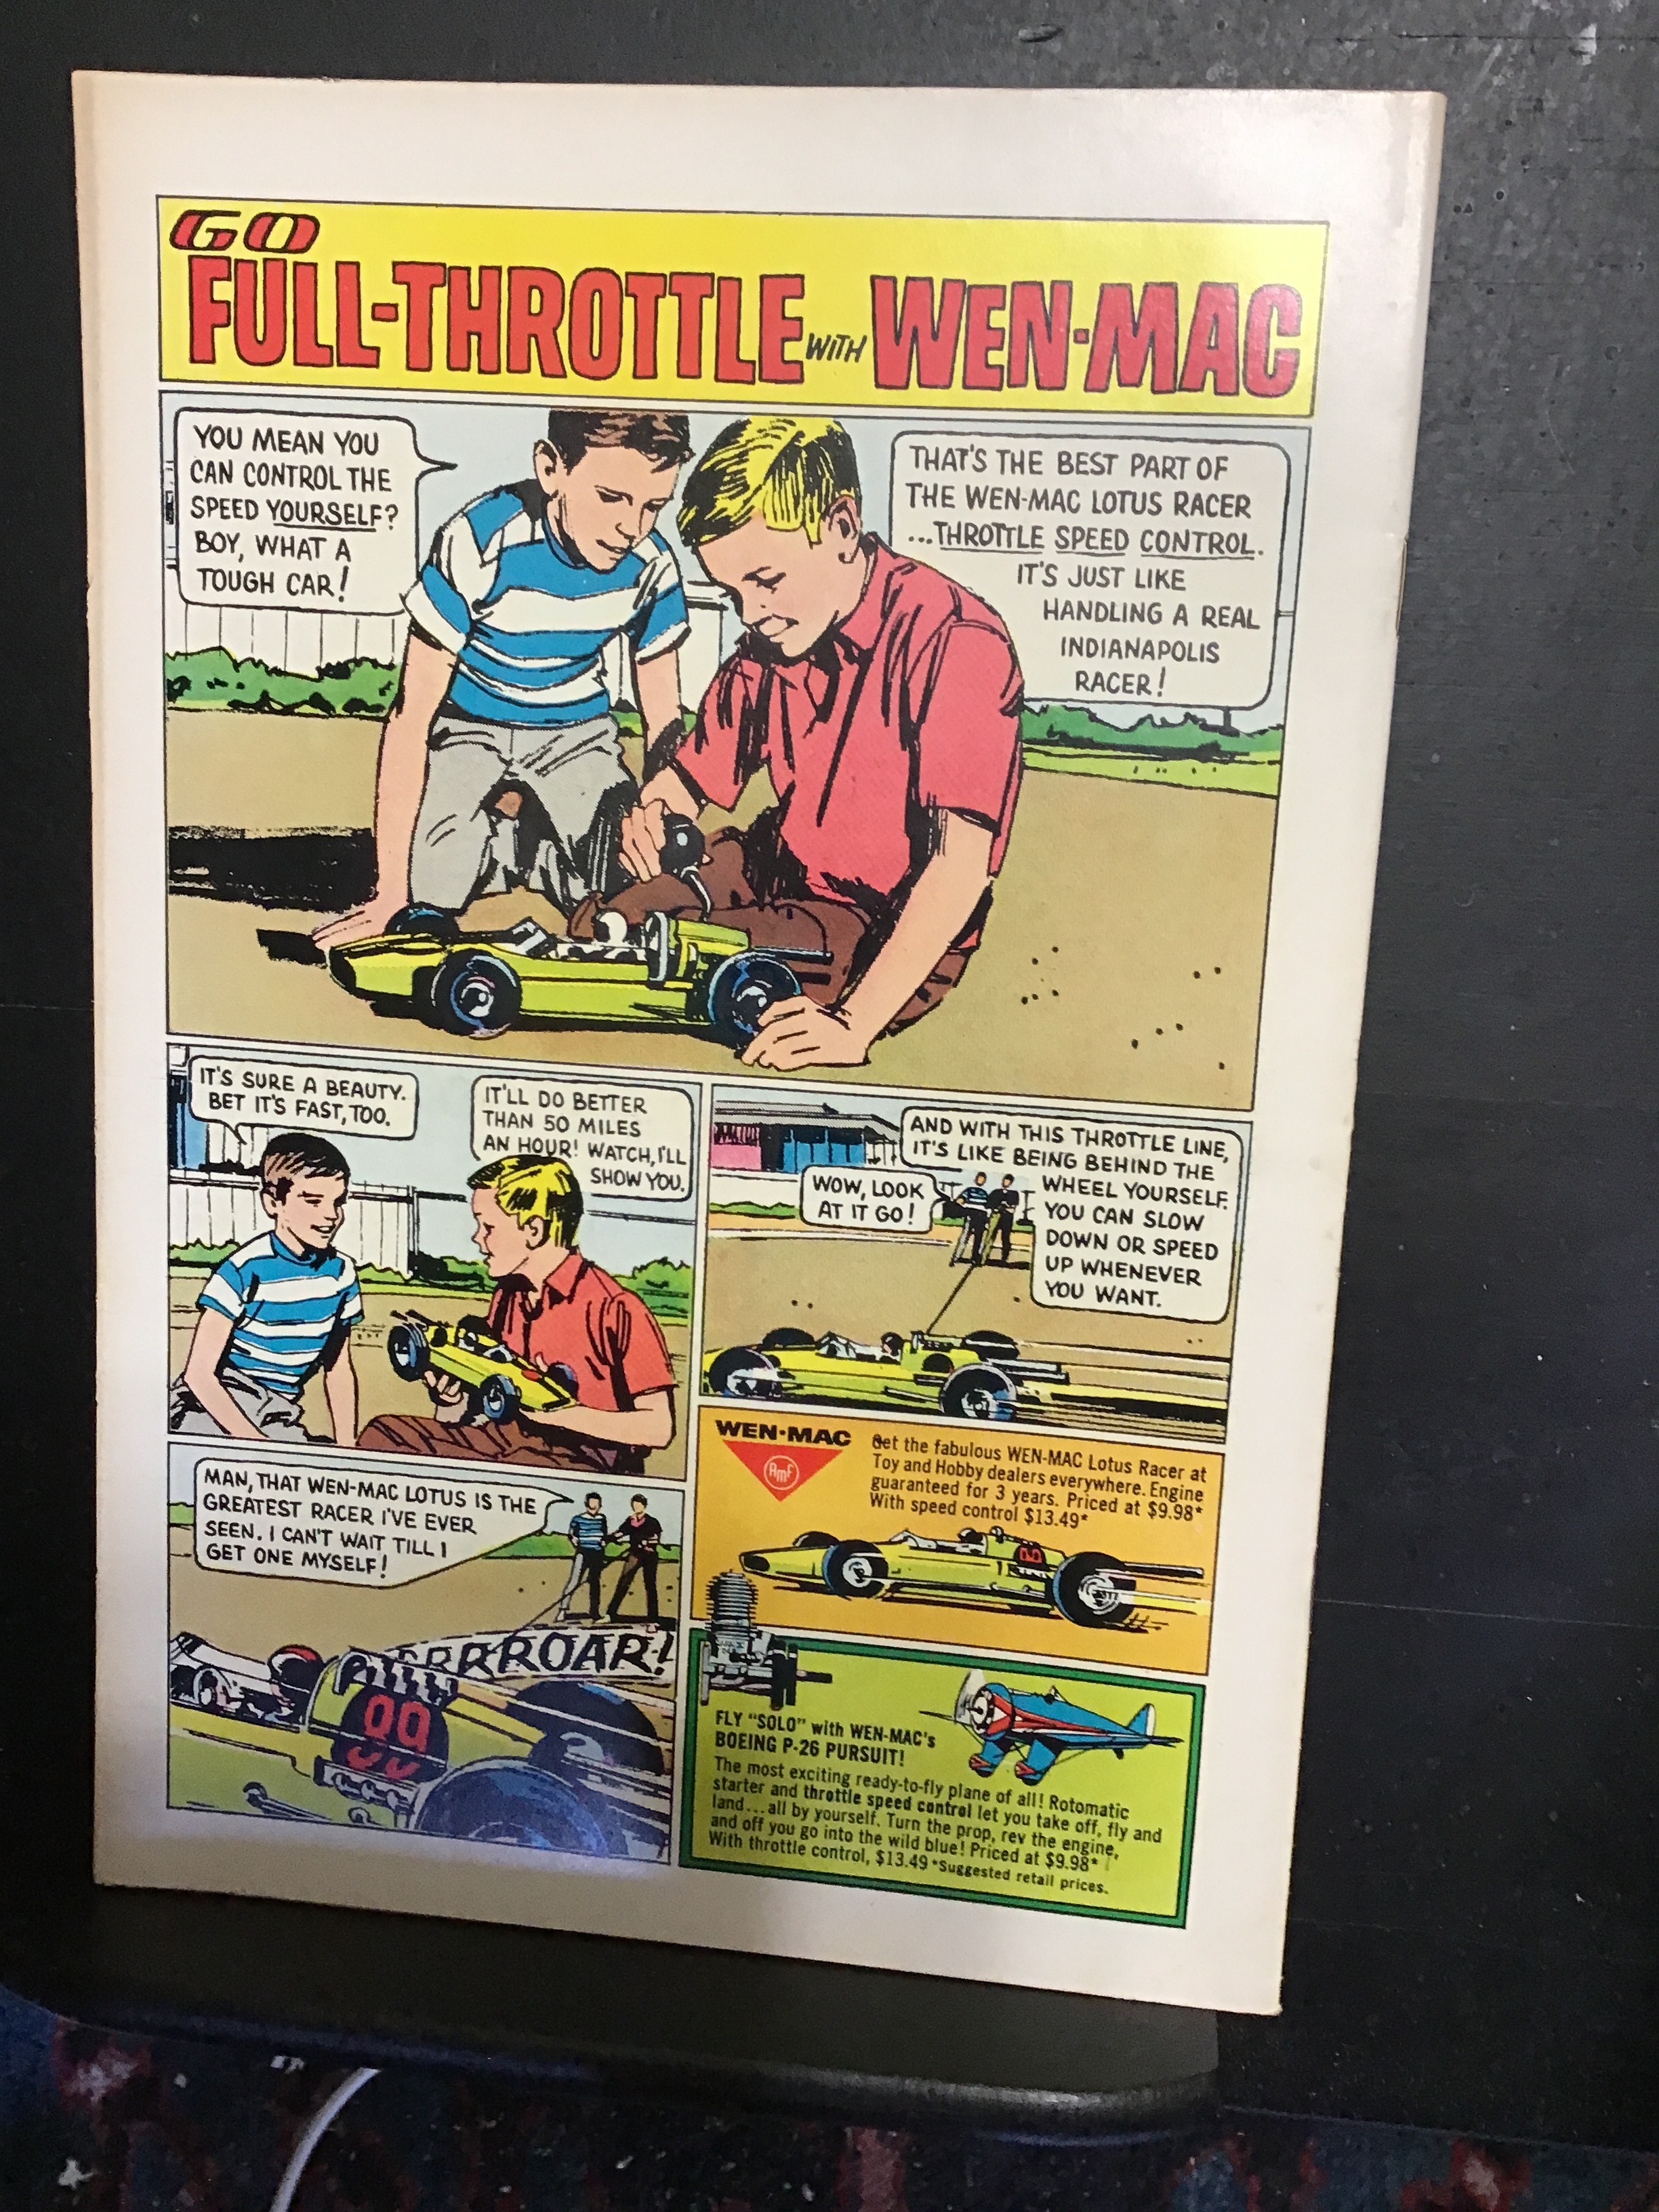 GO
FULL-THROTTLE WITH WEN-MAC
YOU MEAN YOU
CAN CONTROL THE
SPEED YOURSELF?
BOY, WHAT A
TOUGH CAR!
THAT'S THE BEST PART OF
THE WEN-MAC LOTUS RACER
...THROTTLE SPEED CONTROL.
IT'S JUST LIKE
HANDLING A REAL
INDIANAPOLIS
RACER!
IT'S SURE A BEAUTY.
BET IT'S FAST, TOO.
IT'LL DO BETTER
THAN 50 MILES
AN HOUR! WATCH, I'LL
SHOW YOU.
WOW, LOOK
AT IT GO!
AND WITH THIS THROTTLE LINE,
IT'S LIKE BEING BEHIND THE
WHEEL YOURSELF.
YOU CAN SLOW
DOWN OR SPEED
UP WHENEVER
YOU WANT.
MAN, THAT WEN-MAC LOTUS IS THE
GREATEST RACER I'VE EVER
SEEN. I CAN'T WAIT TILL I
GET ONE MYSELF!
RRRROAR!
WEN·MAC
AMF
Get the fabulous WEN-MAC Lotus Racer at
Toy and Hobby dealers everywhere. Engine
guaranteed for 3 years. Priced at $9.98*
With speed control $13.49*
FLY "SOLO" with WEN-MAC's
BOEING P-26 PURSUIT!
The most exciting ready-to-fly plane of all! Rotomatic
starter and throttle speed control let you take off, fly and
land...all by yourself. Turn the prop, rev the engine,
and off you go into the wild blue! Priced at $9.98*
With throttle control, $13.49 *Suggested retail prices.